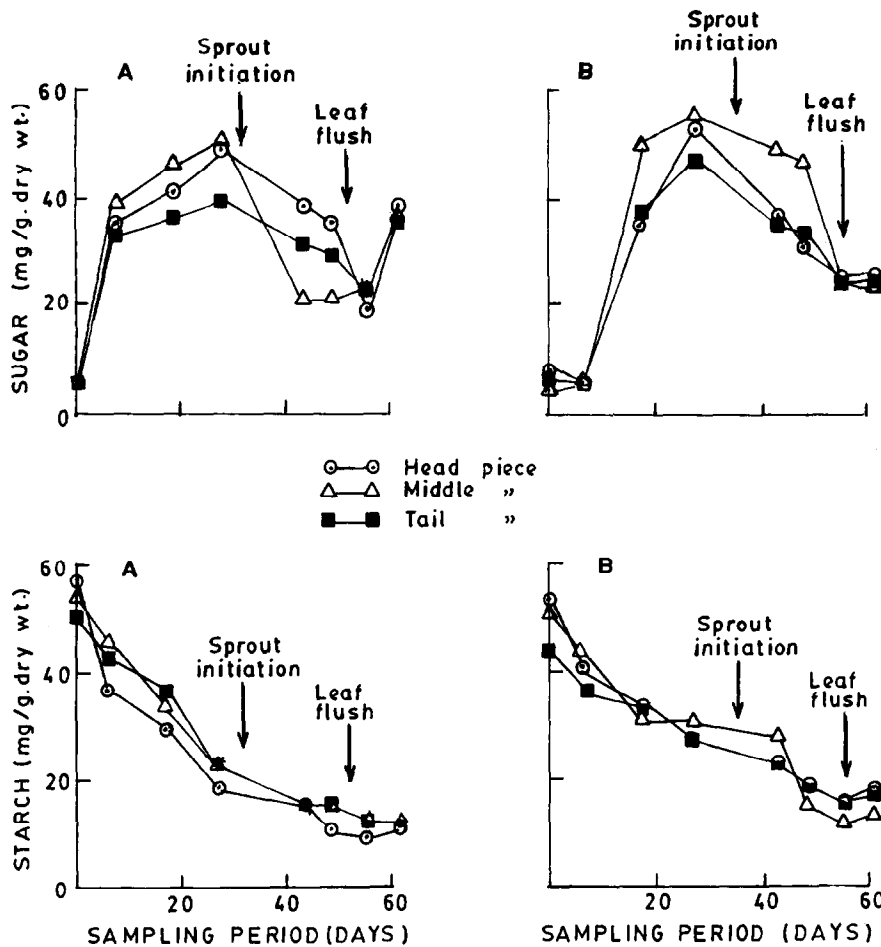 A
Sprout
initiation
Leaf
flush
60
40
20
0
SUGAR (mg/g.dry wt.)
B
Sprout
initiation
Leaf
flush
Head piece
Middle "
Tail "
A
Sprout
initiation
Leaf
flush
60
40
20
0
STARCH (mg/g.dry wt.)
20
40
60
SAMPLING PERIOD (DAYS)
B
Sprout
initiation
Leaf
flush
20
40
60
SAMPLING PERIOD (DAYS)